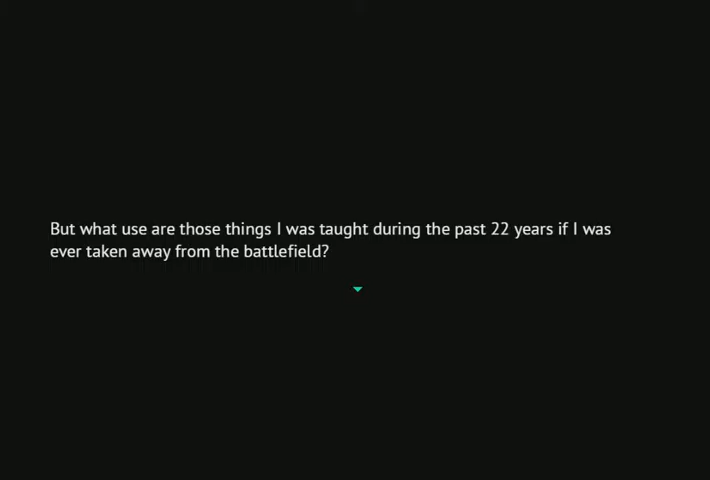 But what use are those things I was taught during the past 22 years if I was
ever taken away from the battlefield?